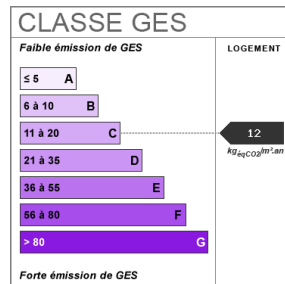 CLASSE GES
Faible émission de GES
LOGEMENT
≤ 5 A
6 à 10 B
11 à 20 C
12
kgéqCO2/m².an
21 à 35 D
36 à 55 E
56 à 80 F
> 80 G
Forte émission de GES